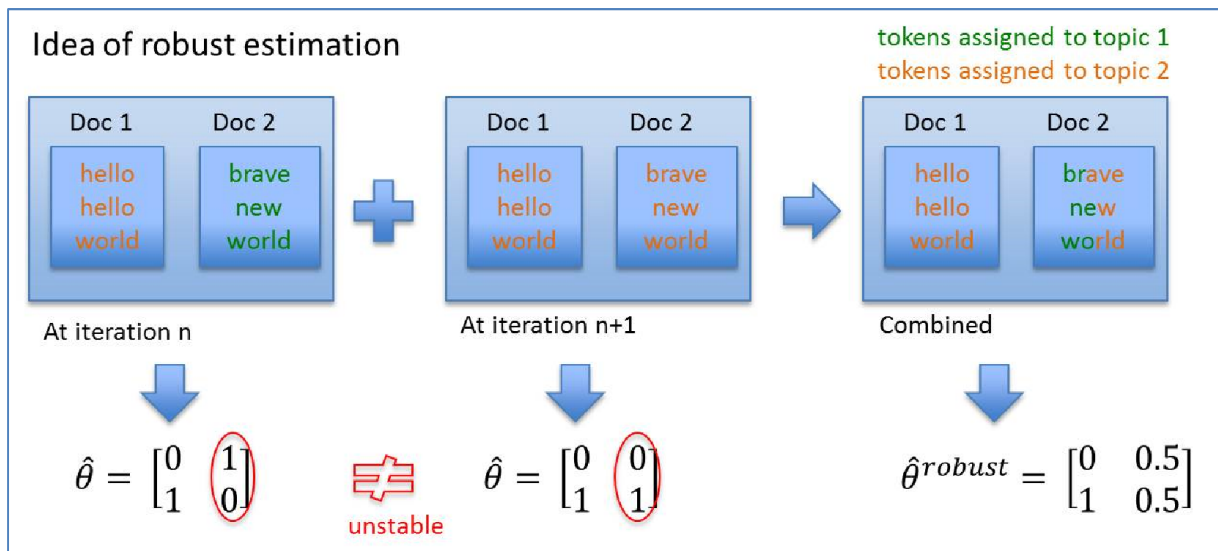 Idea of robust estimation
tokens assigned to topic 1
tokens assigned to topic 2
Doc 1 Doc 2
hello brave
hello new
world world
At iteration n
Doc 1 Doc 2
hello brave
hello new
world world
At iteration n+1
Doc 1 Doc 2
hello brave
hello new
world world
Combined
θ̂ = [0 1
1 0]
≠
unstable
θ̂ = [0 0
1 1]
θ̂^robust = [0 0.5
1 0.5]